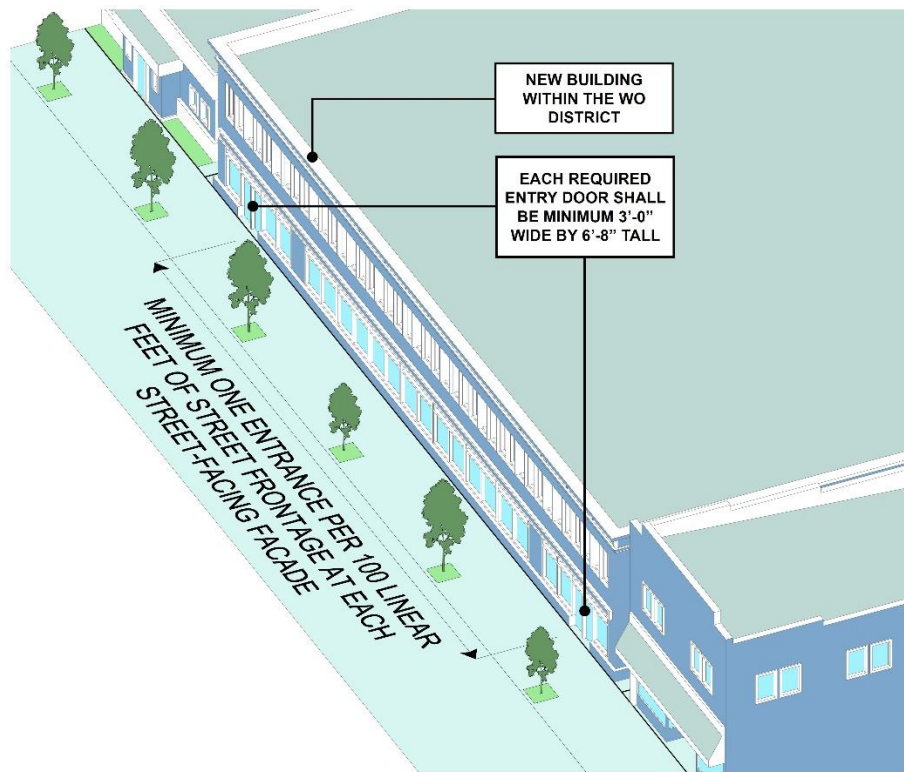 NEW BUILDING
WITHIN THE WO
DISTRICT
EACH REQUIRED
ENTRY DOOR SHALL
BE MINIMUM 3’-0”
WIDE BY 6’-8” TALL
MINIMUM ONE ENTRANCE PER 100 LINEAR
FEET OF STREET FRONTAGE AT EACH
STREET-FACING FACADE